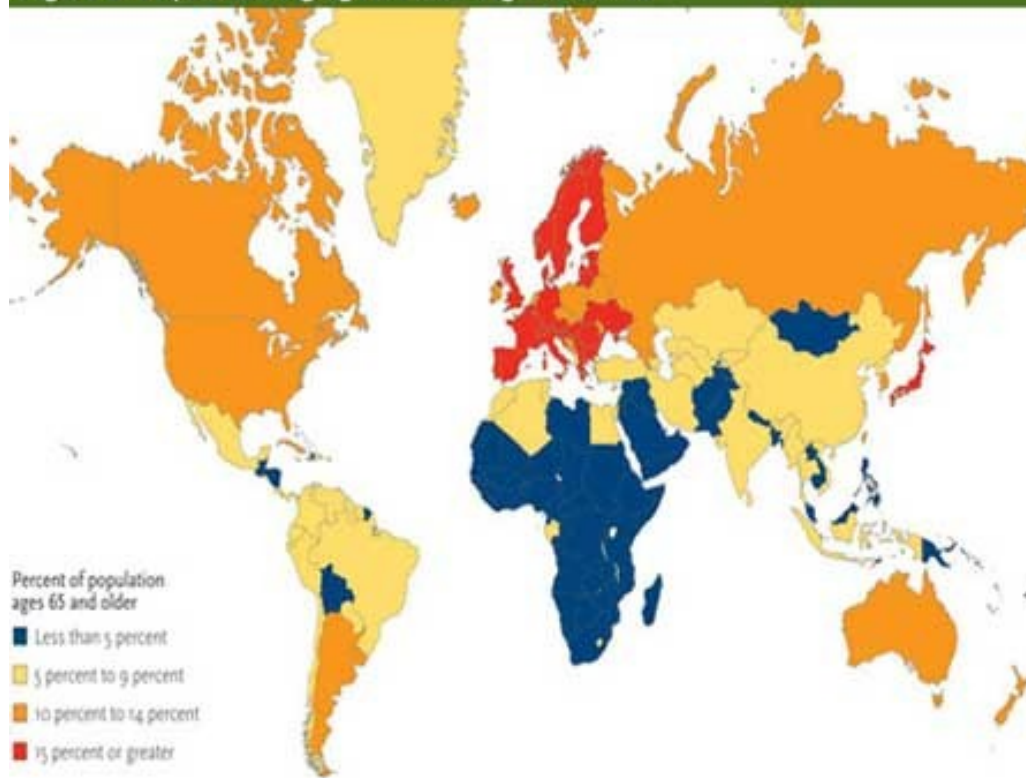 Percent of population
ages 65 and older
Less than 5 percent
5 percent to 9 percent
10 percent to 14 percent
15 percent or greater